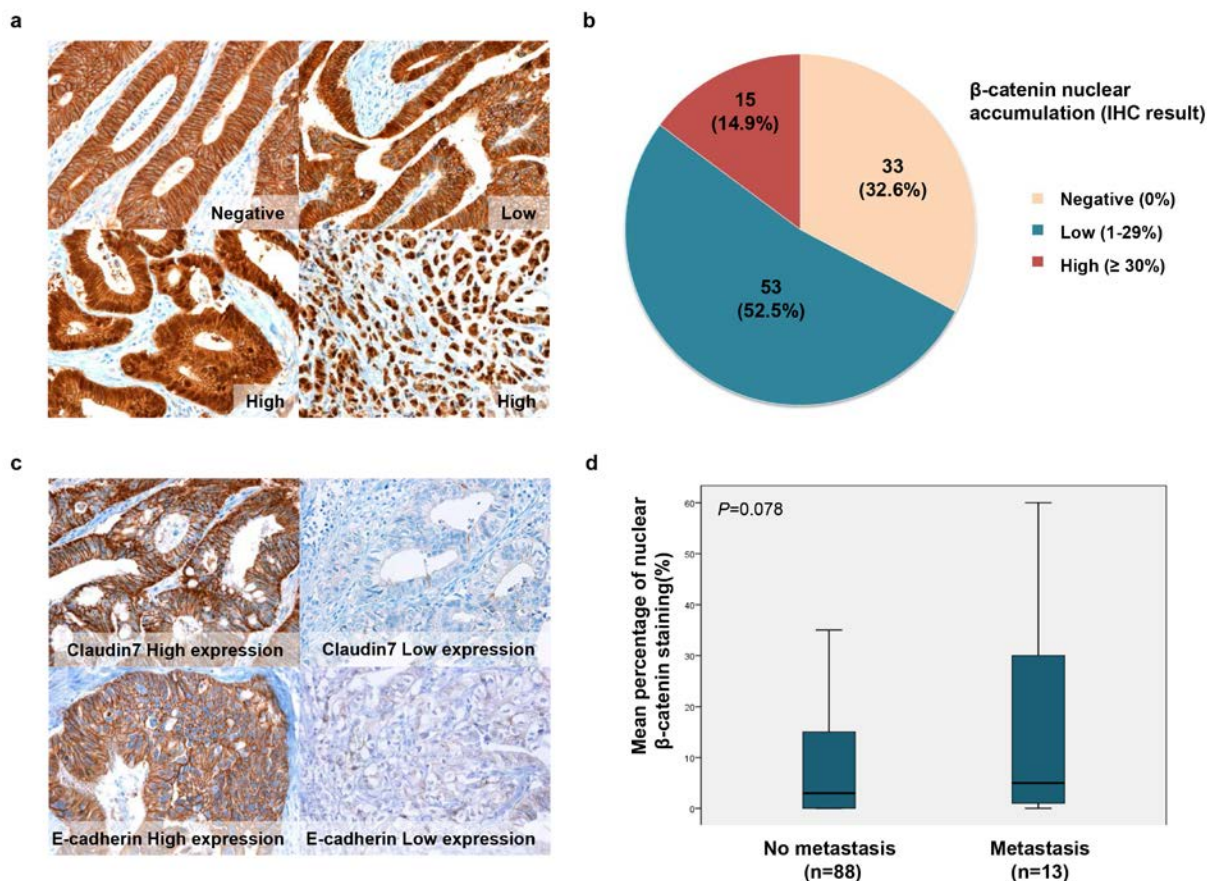 a
Negative
Low
High
High
b
β-catenin nuclear
accumulation (IHC result)
15
(14.9%)
33
(32.6%)
53
(52.5%)
Negative (0%)
Low (1-29%)
High (≥ 30%)
c
Claudin7 High expression
Claudin7 Low expression
E-cadherin High expression
E-cadherin Low expression
d
Mean percentage of nuclear
β-catenin staining(%)
P=0.078
60
50
40
30
20
10
0
No metastasis
(n=88)
Metastasis
(n=13)